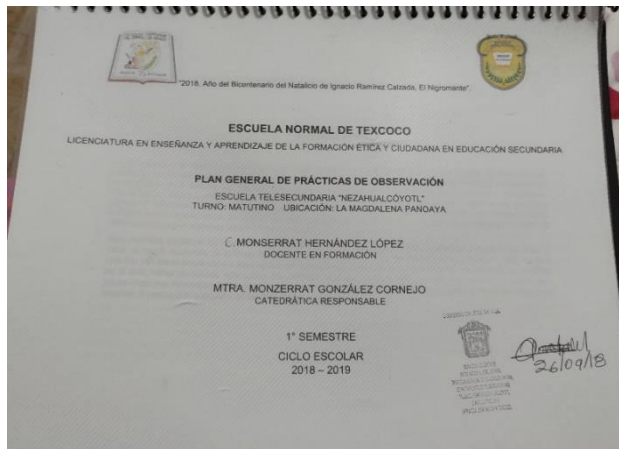 "2018. Año del Bicentenario del Natalicio de Ignacio Ramírez Calzada, El Nigromante".
ESCUELA NORMAL DE TEXCOCO
LICENCIATURA EN ENSEÑANZA Y APRENDIZAJE DE LA FORMACIÓN ÉTICA Y CIUDADANA EN EDUCACIÓN SECUNDARIA
PLAN GENERAL DE PRÁCTICAS DE OBSERVACIÓN
ESCUELA TELESECUNDARIA "NEZAHUALCÓYOTL"
TURNO: MATUTINO UBICACIÓN: LA MAGDALENA PANOAYA
C. MONSERRAT HERNÁNDEZ LÓPEZ
DOCENTE EN FORMACIÓN
MTRA. MONZERRAT GONZÁLEZ CORNEJO
CATEDRÁTICA RESPONSABLE
1° SEMESTRE
CICLO ESCOLAR
2018 – 2019
26/09/18